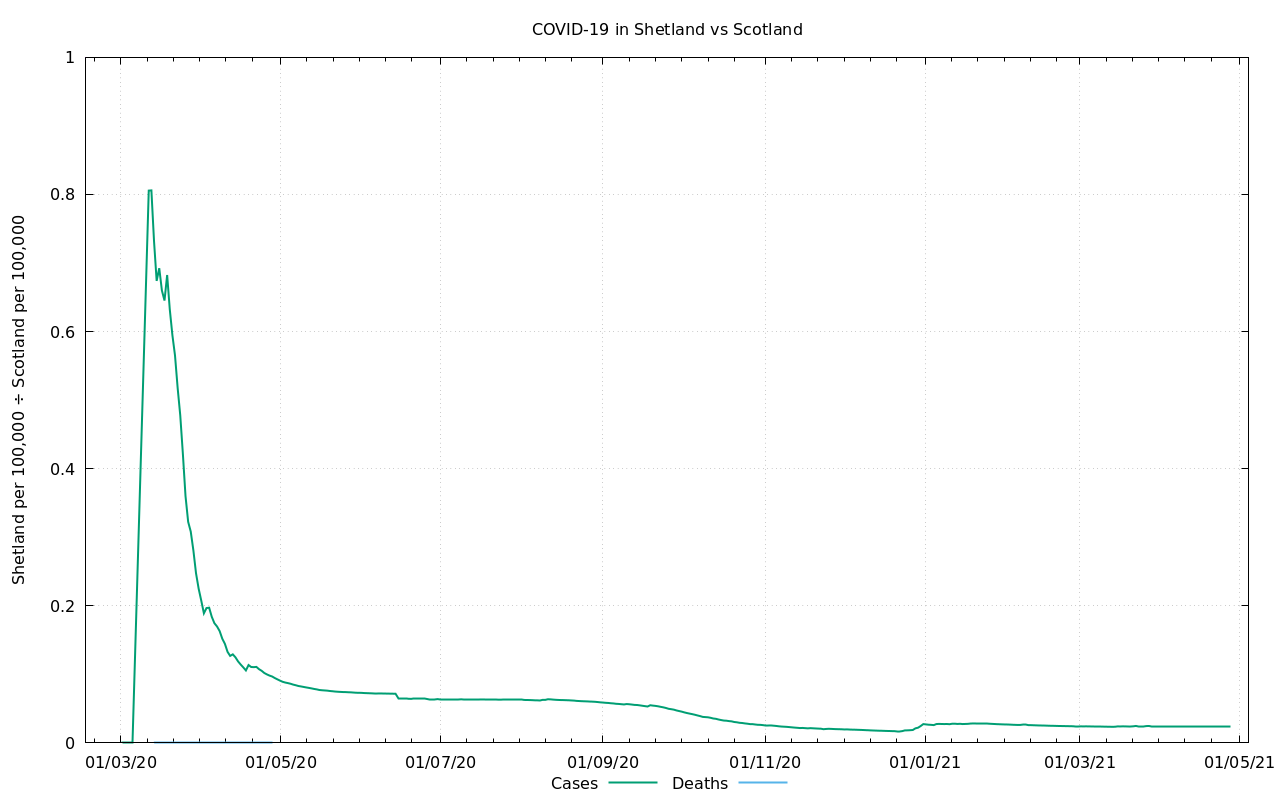 COVID-19 in Shetland vs Scotland
Shetland per 100,000 ÷ Scotland per 100,000
1
0.8
0.6
0.4
0.2
0
01/03/20 01/05/20 01/07/20 01/09/20 01/11/20 01/01/21 01/03/21 01/05/21
Cases Deaths